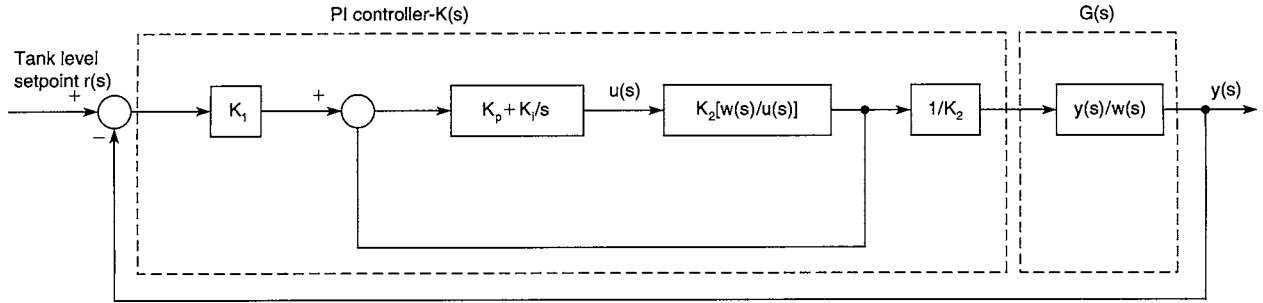 PI controller-K(s)
G(s)
Tank level
setpoint r(s)
+
−
K₁
+
Kₚ + Kᵢ/s
u(s)
K₂[w(s)/u(s)]
1/K₂
y(s)/w(s)
y(s)